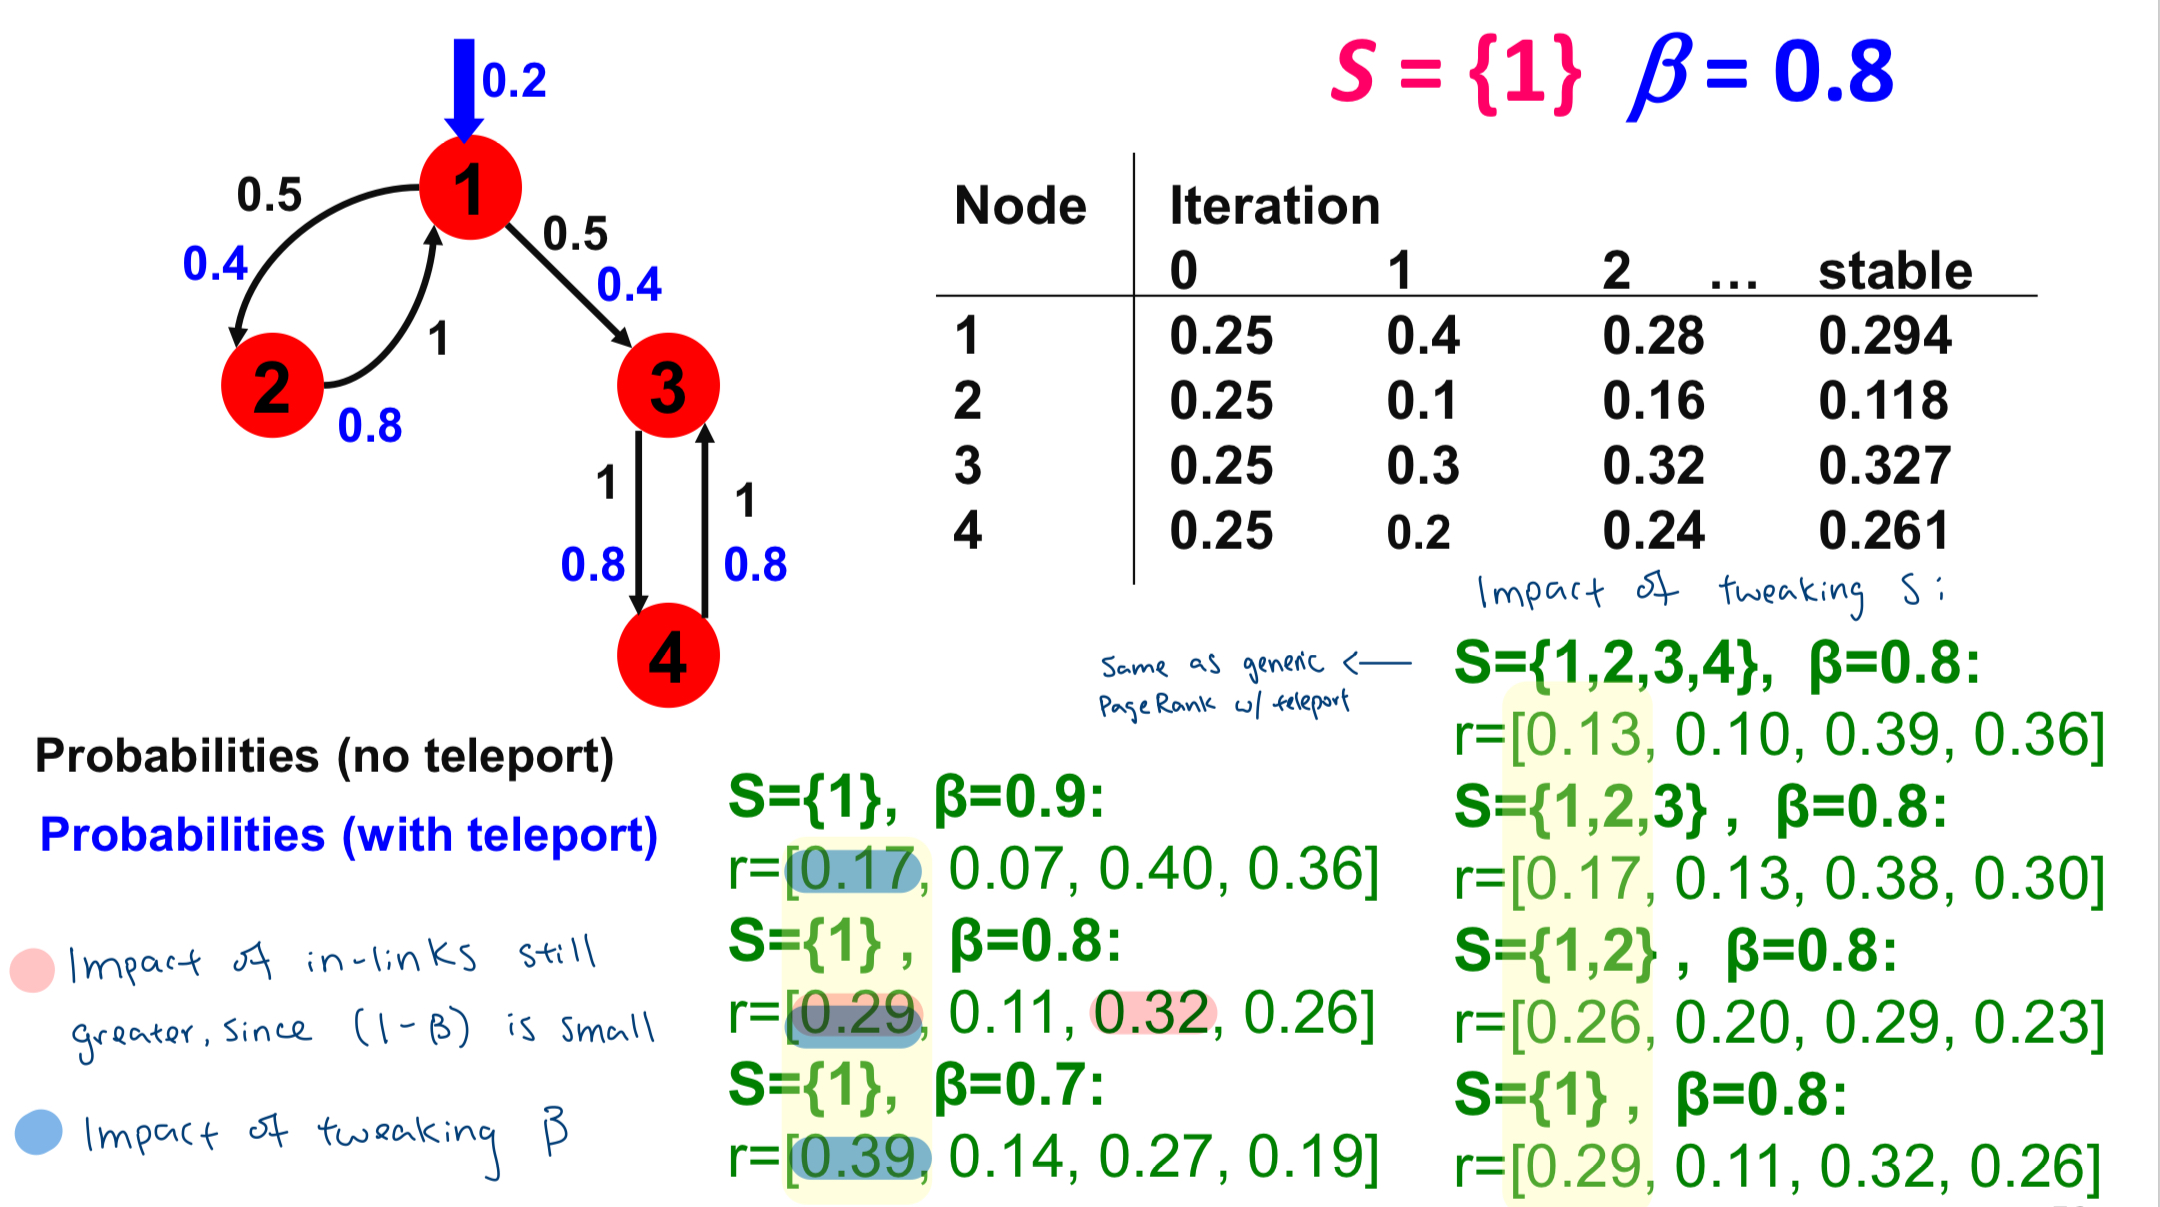 S = {1} β = 0.8
0.2
1
0.5
0.4
0.5
0.4
1
2
0.8
3
1
0.8
1
0.8
4
Node Iteration
0 1 2 … stable
1 0.25 0.4 0.28 0.294
2 0.25 0.1 0.16 0.118
3 0.25 0.3 0.32 0.327
4 0.25 0.2 0.24 0.261
Probabilities (no teleport)
Probabilities (with teleport)
Impact of in-links still
greater, since (1-β) is small
Impact of tweaking β
S={1}, β=0.9:
r=[0.17, 0.07, 0.40, 0.36]
S={1} , β=0.8:
r=[0.29, 0.11, 0.32, 0.26]
S={1}, β=0.7:
r=[0.39, 0.14, 0.27, 0.19]
Impact of tweaking S:
Same as generic ←
PageRank w/ teleport
S={1,2,3,4}, β=0.8:
r=[0.13, 0.10, 0.39, 0.36]
S={1,2,3} , β=0.8:
r=[0.17, 0.13, 0.38, 0.30]
S={1,2} , β=0.8:
r=[0.26, 0.20, 0.29, 0.23]
S={1} , β=0.8:
r=[0.29, 0.11, 0.32, 0.26]